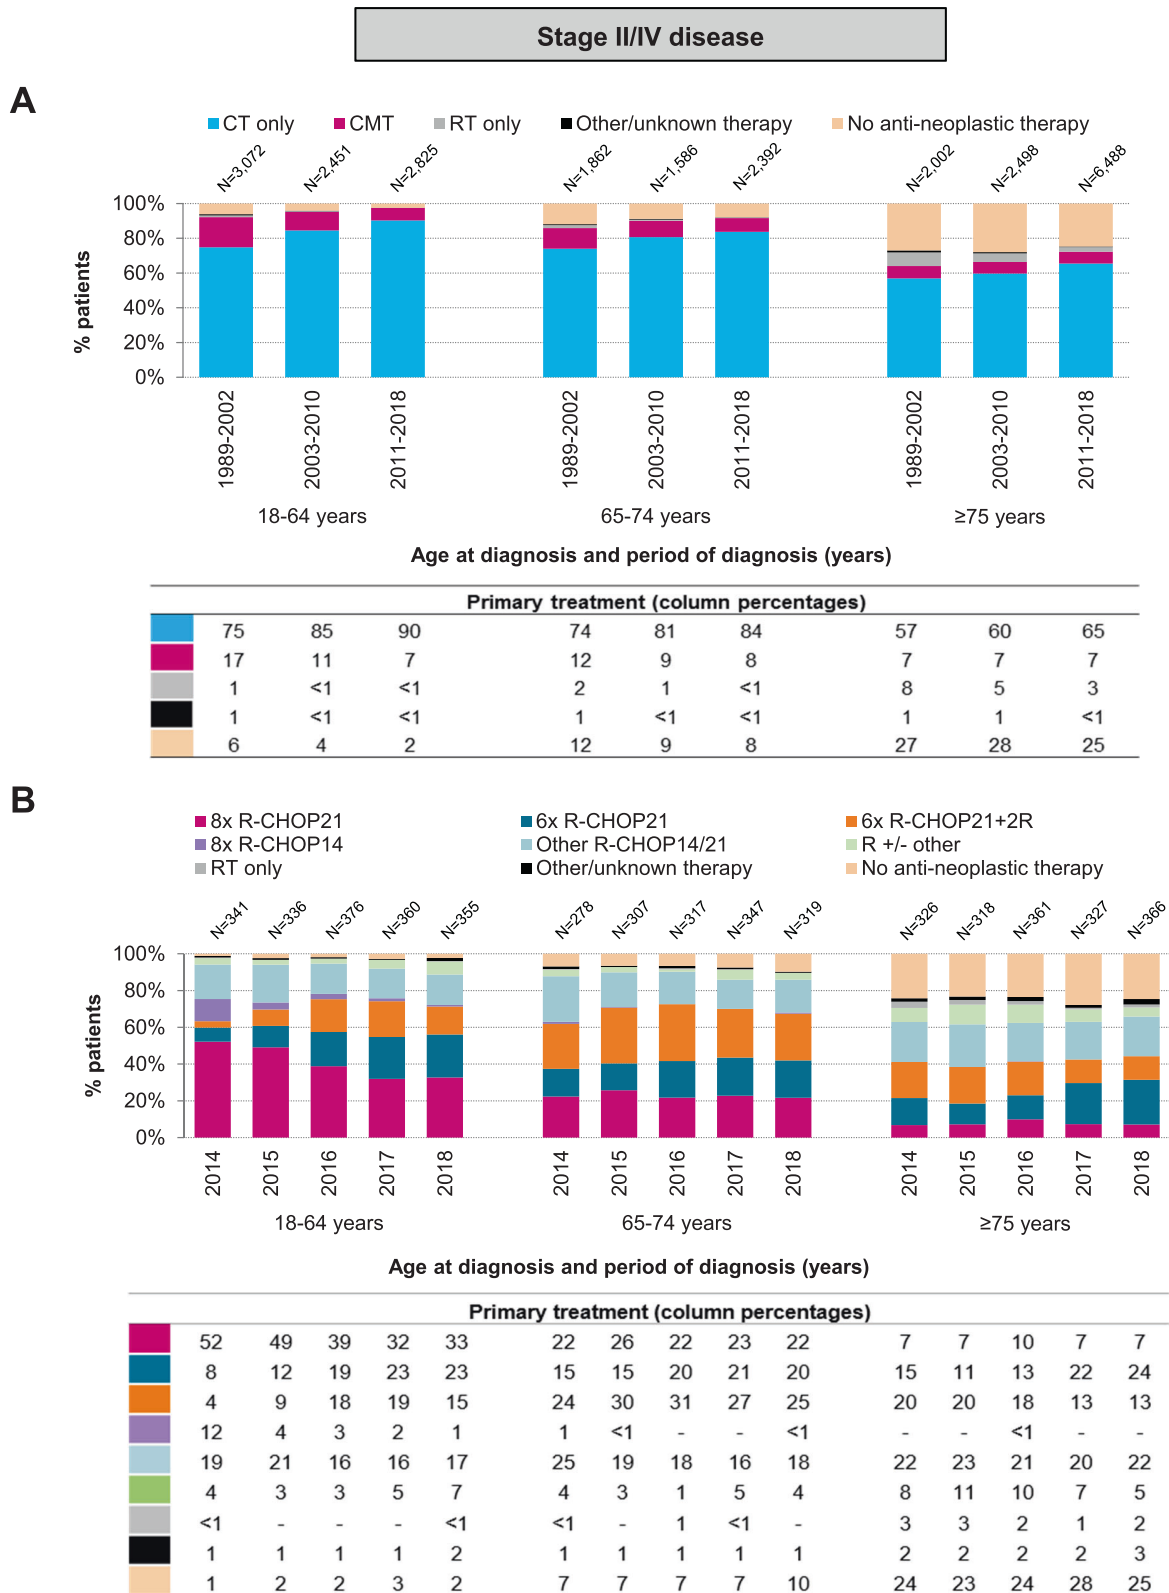 Stage II/IV disease
A
CT only CMT RT only Other/unknown therapy No anti-neoplastic therapy
N=3,072 N=2,451 N=2,825 N=1,862 N=1,586 N=2,392 N=2,002 N=2,498 N=6,488
100%
80%
60%
40%
20%
0%
% patients
1989-2002 2003-2010 2011-2018 1989-2002 2003-2010 2011-2018 1989-2002 2003-2010 2011-2018
18-64 years 65-74 years ≥75 years
Age at diagnosis and period of diagnosis (years)
Primary treatment (column percentages)
75 85 90 74 81 84 57 60 65
17 11 7 12 9 8 7 7 7
1 <1 <1 2 1 <1 8 5 3
1 <1 <1 1 <1 <1 1 1 <1
6 4 2 12 9 8 27 28 25
B
8x R-CHOP21 6x R-CHOP21 6x R-CHOP21+2R
8x R-CHOP14 Other R-CHOP14/21 R +/- other
RT only Other/unknown therapy No anti-neoplastic therapy
N=341 N=336 N=376 N=360 N=355 N=278 N=307 N=317 N=347 N=319 N=326 N=318 N=361 N=327 N=366
100%
80%
60%
40%
20%
0%
% patients
2014 2015 2016 2017 2018 2014 2015 2016 2017 2018 2014 2015 2016 2017 2018
18-64 years 65-74 years ≥75 years
Age at diagnosis and period of diagnosis (years)
Primary treatment (column percentages)
52 49 39 32 33 22 26 22 23 22 7 7 10 7 7
8 12 19 23 23 15 15 20 21 20 15 11 13 22 24
4 9 18 19 15 24 30 31 27 25 20 20 18 13 13
12 4 3 2 1 1 <1 - - <1 - - <1 - -
19 21 16 16 17 25 19 18 16 18 22 23 21 20 22
4 3 3 5 7 4 3 1 5 4 8 11 10 7 5
<1 - - - <1 <1 - 1 <1 - 3 3 2 1 2
1 1 1 1 2 1 1 1 1 1 2 2 2 2 3
1 2 2 3 2 7 7 7 7 10 24 23 24 28 25